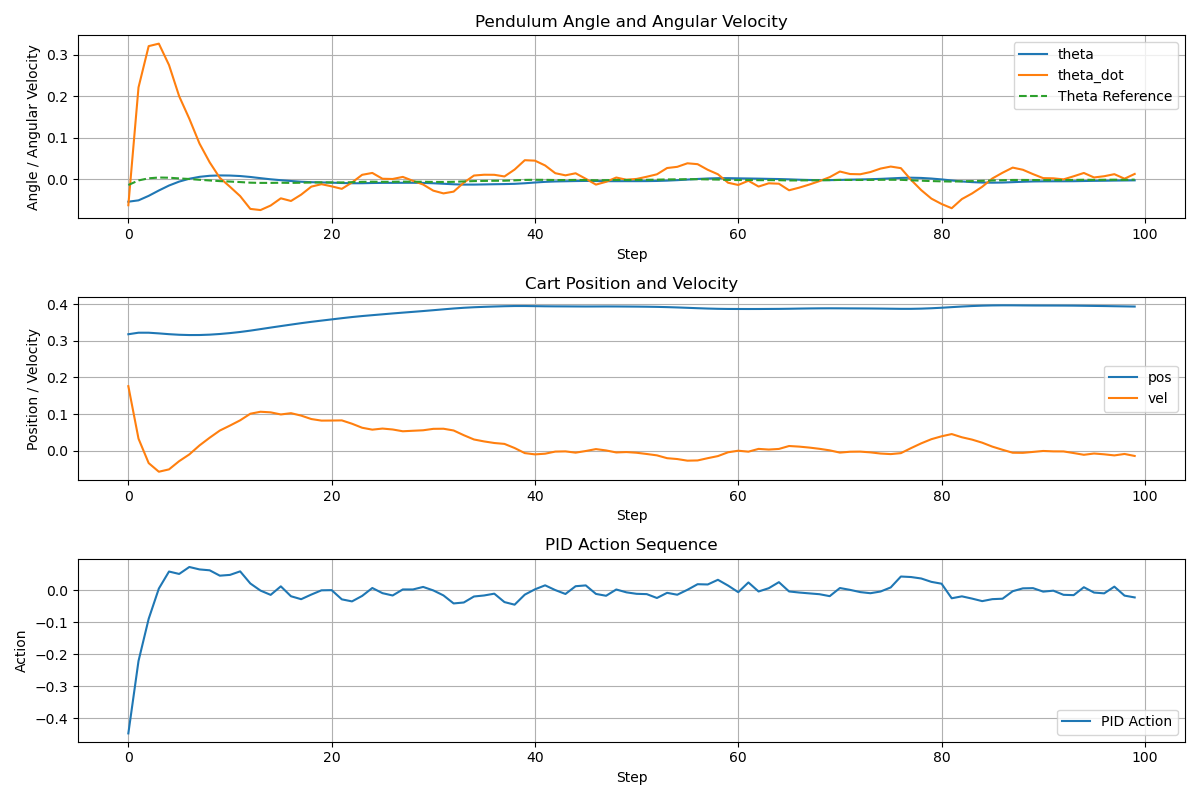 Pendulum Angle and Angular Velocity
Angle / Angular Velocity
0.3
0.2
0.1
0.0
theta
theta_dot
Theta Reference
0 20 40 60 80 100
Step
Cart Position and Velocity
Position / Velocity
0.4
0.3
0.2
0.1
0.0
pos
vel
0 20 40 60 80 100
Step
PID Action Sequence
Action
0.0
−0.1
−0.2
−0.3
−0.4
PID Action
0 20 40 60 80 100
Step